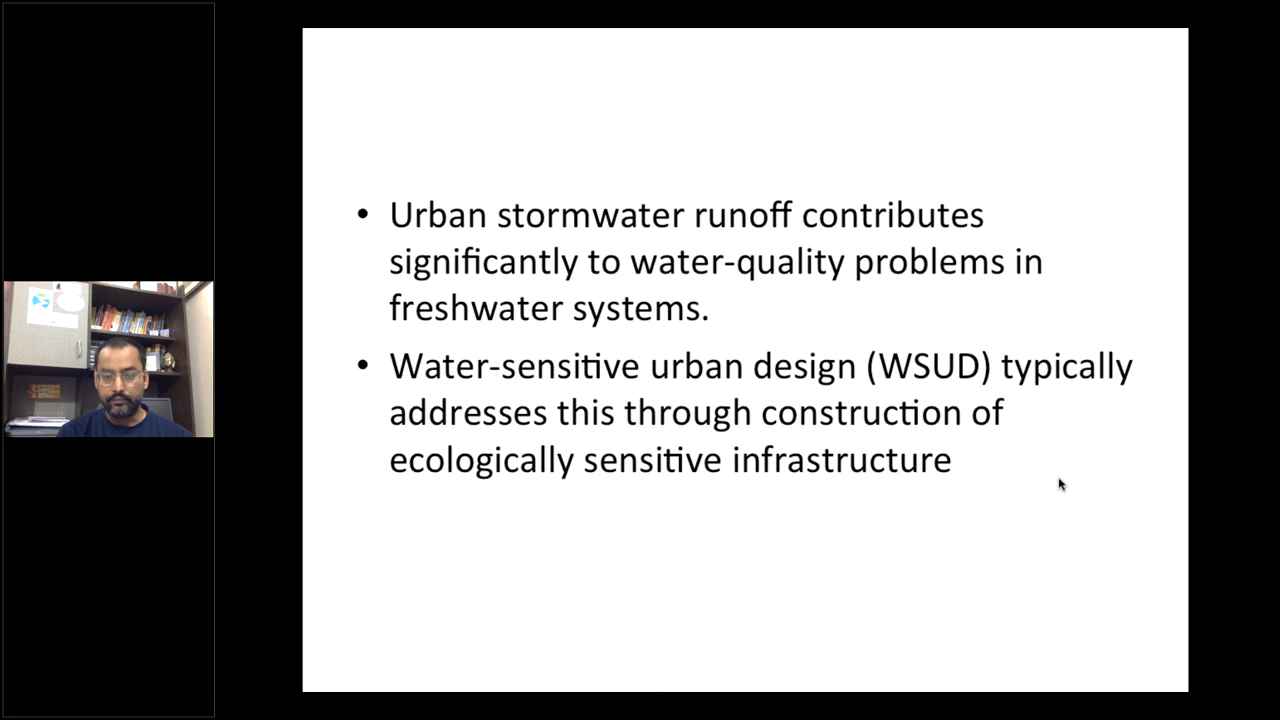 • Urban stormwater runoff contributes
significantly to water-quality problems in
freshwater systems.
• Water-sensitive urban design (WSUD) typically
addresses this through construction of
ecologically sensitive infrastructure